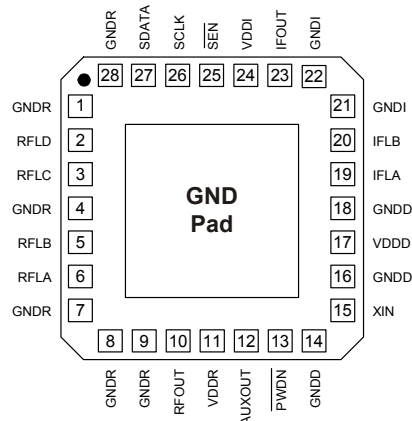 GNDR
SDATA
SCLK
SEN
VDDI
IFOUT
GNDI
28
27
26
25
24
23
22
GNDR 1
RFLD 2
RFLC 3
GNDR 4
RFLB 5
RFLA 6
GNDR 7
GND
Pad
21 GNDI
20 IFLB
19 IFLA
18 GNDD
17 VDDD
16 GNDD
15 XIN
8
9
10
11
12
13
14
GNDR
GNDR
RFOUT
VDDR
AUXOUT
PWDN
GNDD